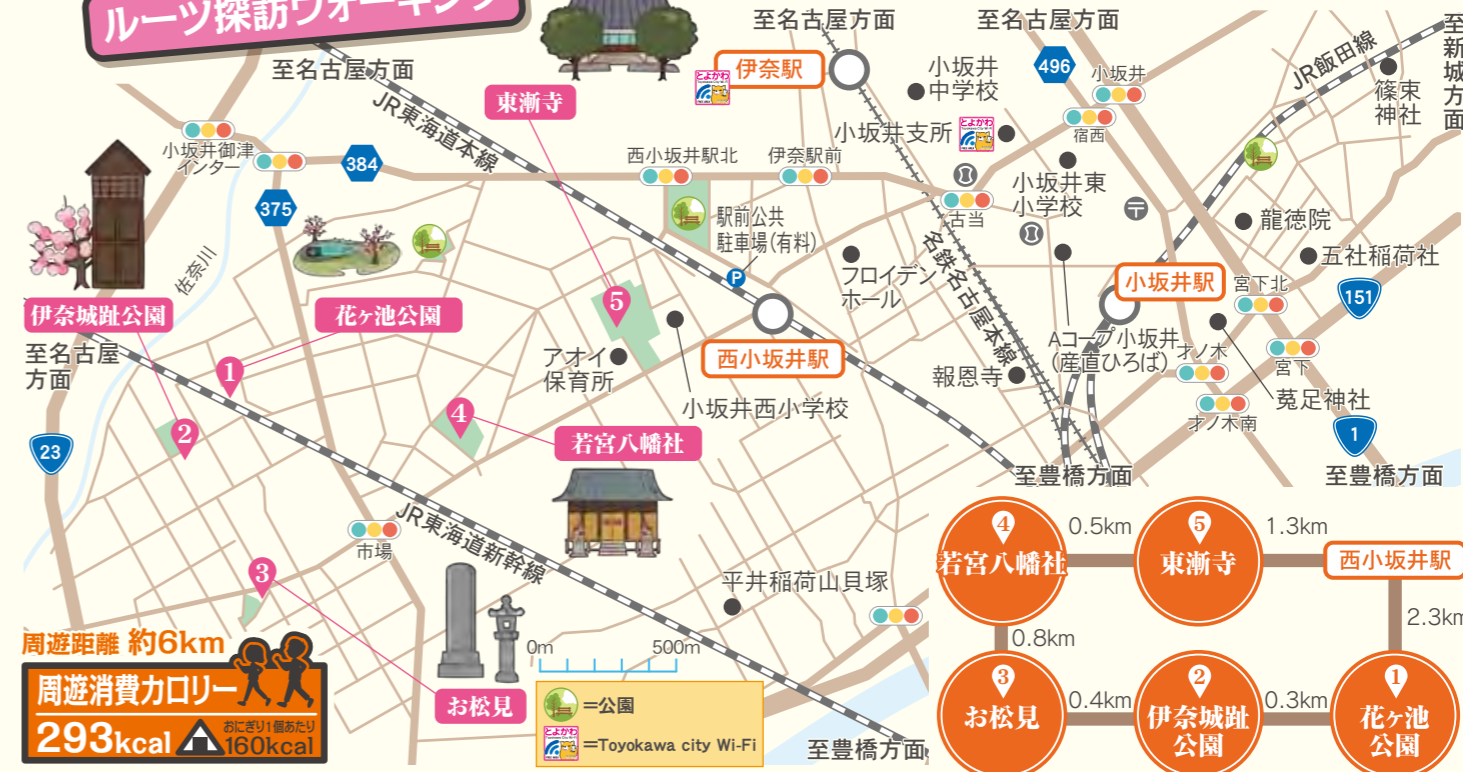 ルーツ探訪ウォーキング
至名古屋方面
至名古屋方面
至名古屋方面
至新城方面
伊奈駅
とよかわ
小坂井
中学校
496
小坂井
JR飯田線
篠束
神社
東漸寺
JR東海道本線
小坂井御津
インター
384
375
西小坂井駅北
伊奈駅前
小坂井支所
とよかわ
宿西
小坂井東
小学校
古当
〒
龍徳院
五社稲荷社
駅前公共
駐車場(有料)
P
フロイデン
ホール
名鉄名古屋本線
小坂井駅
宮下北
151
佐奈川
伊奈城趾公園
花ヶ池公園
至名古屋
方面
1
5
アオイ
保育所
西小坂井駅
小坂井西小学校
Aコープ小坂井
(産直ひろば)
才ノ木
宮下
報恩寺
菟足神社
才ノ木南
1
23
2
4
若宮八幡社
至豊橋方面
至豊橋方面
JR東海道新幹線
市場
3
平井稲荷山貝塚
お松見
0m
500m
=公園
とよかわ
=Toyokawa city Wi-Fi
至豊橋方面
周遊距離 約6km
周遊消費カロリー
293kcal
おにぎり1個あたり
160kcal
4
若宮八幡社
0.5km
5
東漸寺
1.3km
西小坂井駅
2.3km
0.8km
3
お松見
0.4km
2
伊奈城趾
公園
0.3km
1
花ヶ池
公園